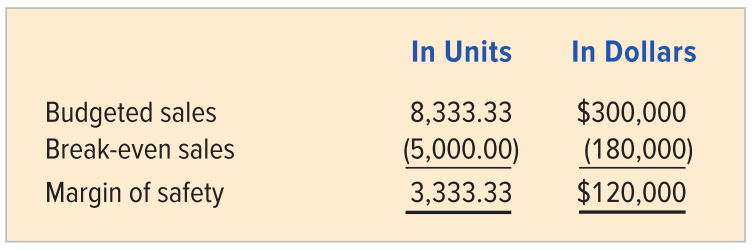 In Units In Dollars
Budgeted sales 8,333.33 $300,000
Break-even sales (5,000.00) (180,000)
Margin of safety 3,333.33 $120,000